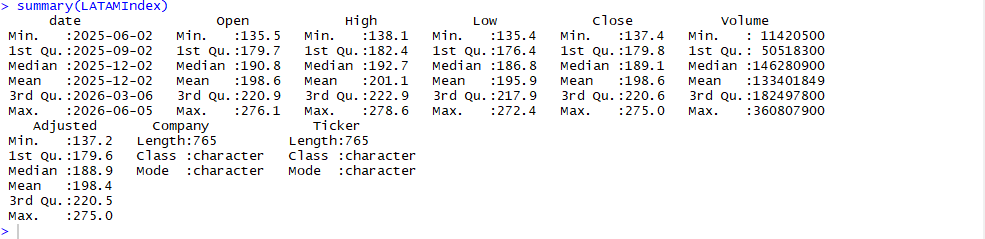 > summary(LATAMIndex)
date Open High Low Close Volume
Min. :2025-06-02 Min. :135.5 Min. :138.1 Min. :135.4 Min. :137.4 Min. : 11420500
1st Qu.:2025-09-02 1st Qu.:179.7 1st Qu.:182.4 1st Qu.:176.4 1st Qu.:179.8 1st Qu.: 50518300
Median :2025-12-02 Median :190.8 Median :192.7 Median :186.8 Median :189.1 Median :146280900
Mean :2025-12-02 Mean :198.6 Mean :201.1 Mean :195.9 Mean :198.6 Mean :133401849
3rd Qu.:2026-03-06 3rd Qu.:220.9 3rd Qu.:222.9 3rd Qu.:217.9 3rd Qu.:220.6 3rd Qu.:182497800
Max. :2026-06-05 Max. :276.1 Max. :278.6 Max. :272.4 Max. :275.0 Max. :360807900
Adjusted Company Ticker
Min. :137.2 Length:765 Length:765
1st Qu.:179.6 Class :character Class :character
Median :188.9 Mode :character Mode :character
Mean :198.4
3rd Qu.:220.5
Max. :275.0
>